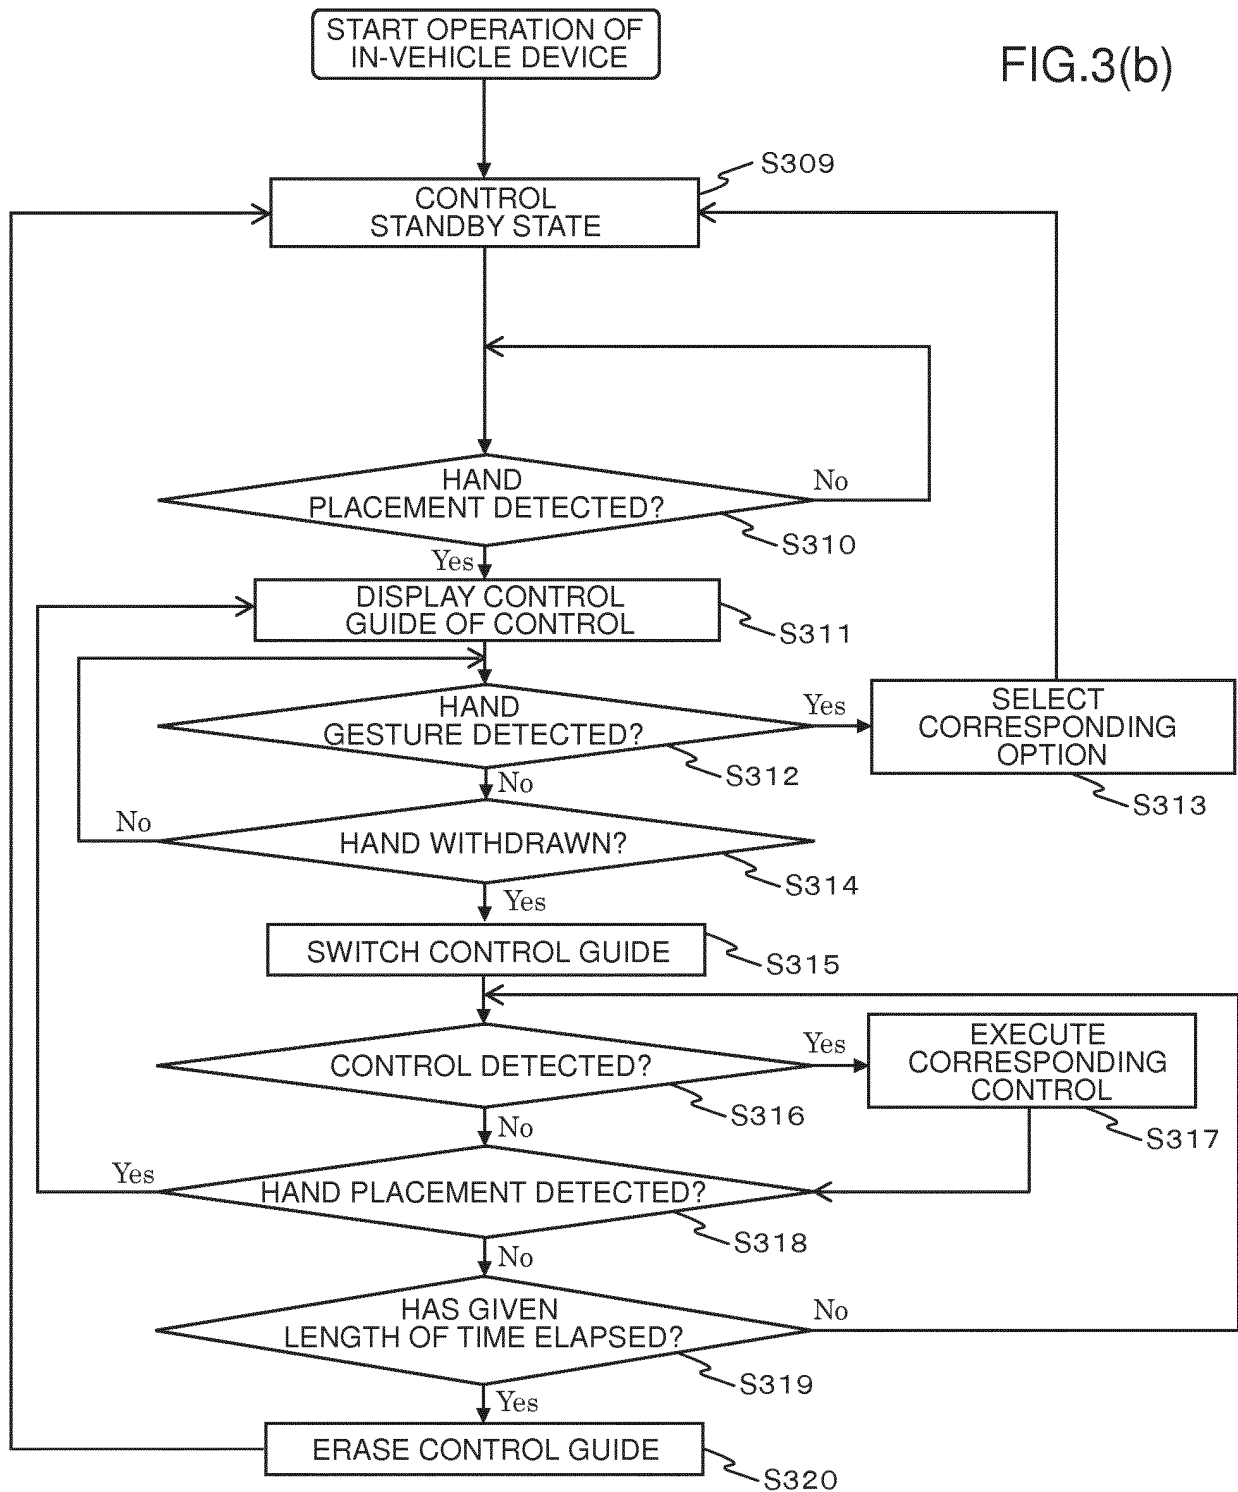 START OPERATION OF
IN-VEHICLE DEVICE
FIG.3(b)
S309
CONTROL
STANDBY STATE
HAND
PLACEMENT DETECTED?
No
S310
Yes
DISPLAY CONTROL
GUIDE OF CONTROL
S311
HAND
GESTURE DETECTED?
Yes
SELECT
CORRESPONDING
OPTION
S312
S313
No
HAND WITHDRAWN?
No
S314
Yes
SWITCH CONTROL GUIDE
S315
CONTROL DETECTED?
Yes
EXECUTE
CORRESPONDING
CONTROL
S316
S317
No
HAND PLACEMENT DETECTED?
Yes
S318
No
HAS GIVEN
LENGTH OF TIME ELAPSED?
No
S319
Yes
ERASE CONTROL GUIDE
S320